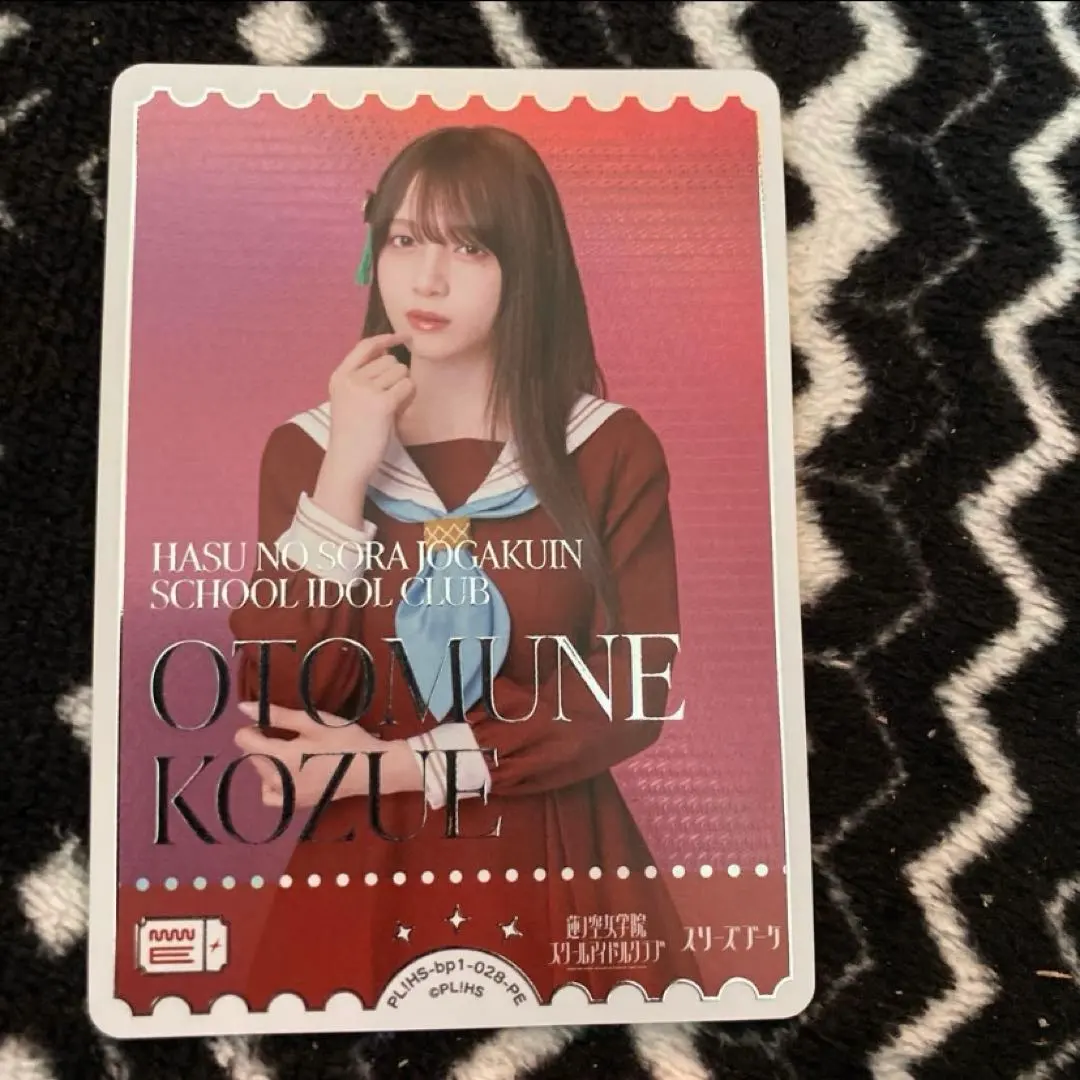 HASU NO SORA JOGAKUIN
SCHOOL IDOL CLUB
OTOMUNE
KOZUE
蓮ノ空女学院
スクールアイドルクラブ
スリーズブーケ
PL!HS-bp1-028-PE
©PL!HS